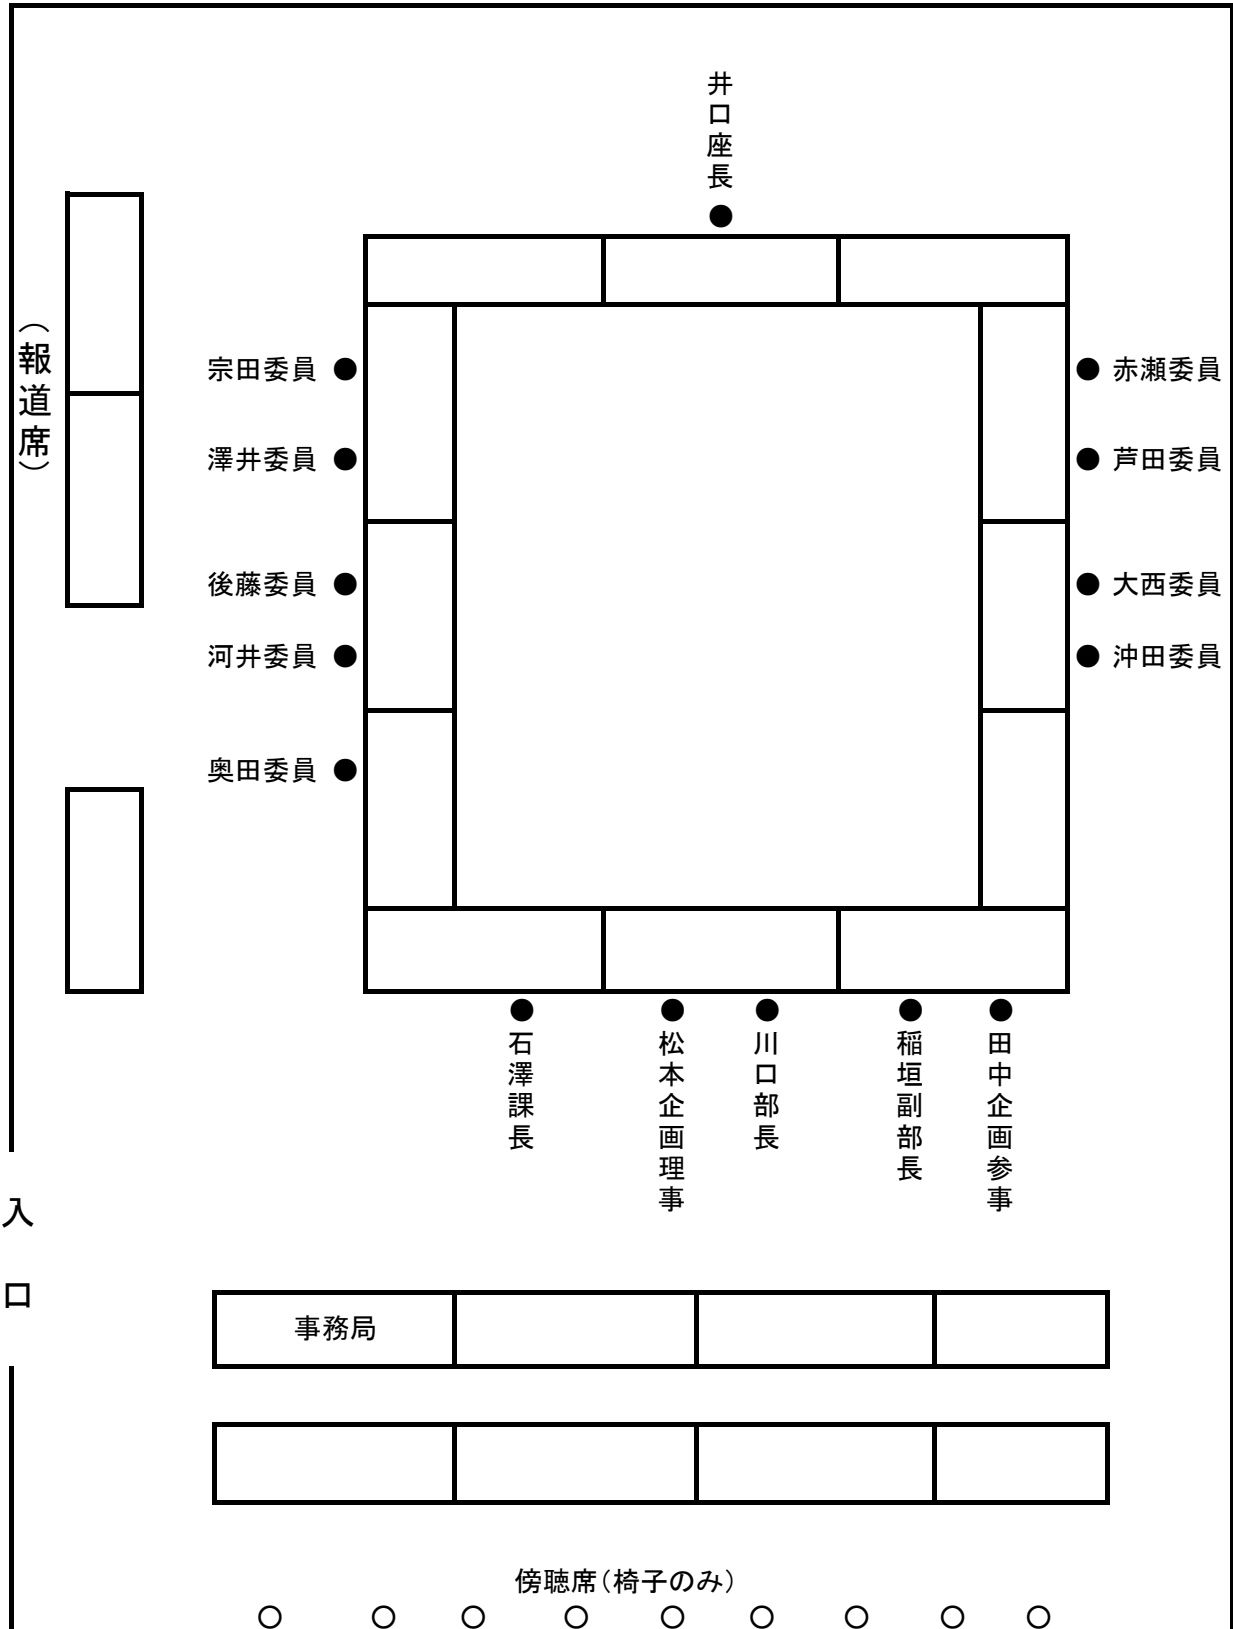 井口座長
（報道席）
宗田委員
赤瀬委員
澤井委員
芦田委員
後藤委員
大西委員
河井委員
沖田委員
奥田委員
石澤課長
松本企画理事
川口部長
稲垣副部長
田中企画参事
入口
事務局
傍聴席（椅子のみ）